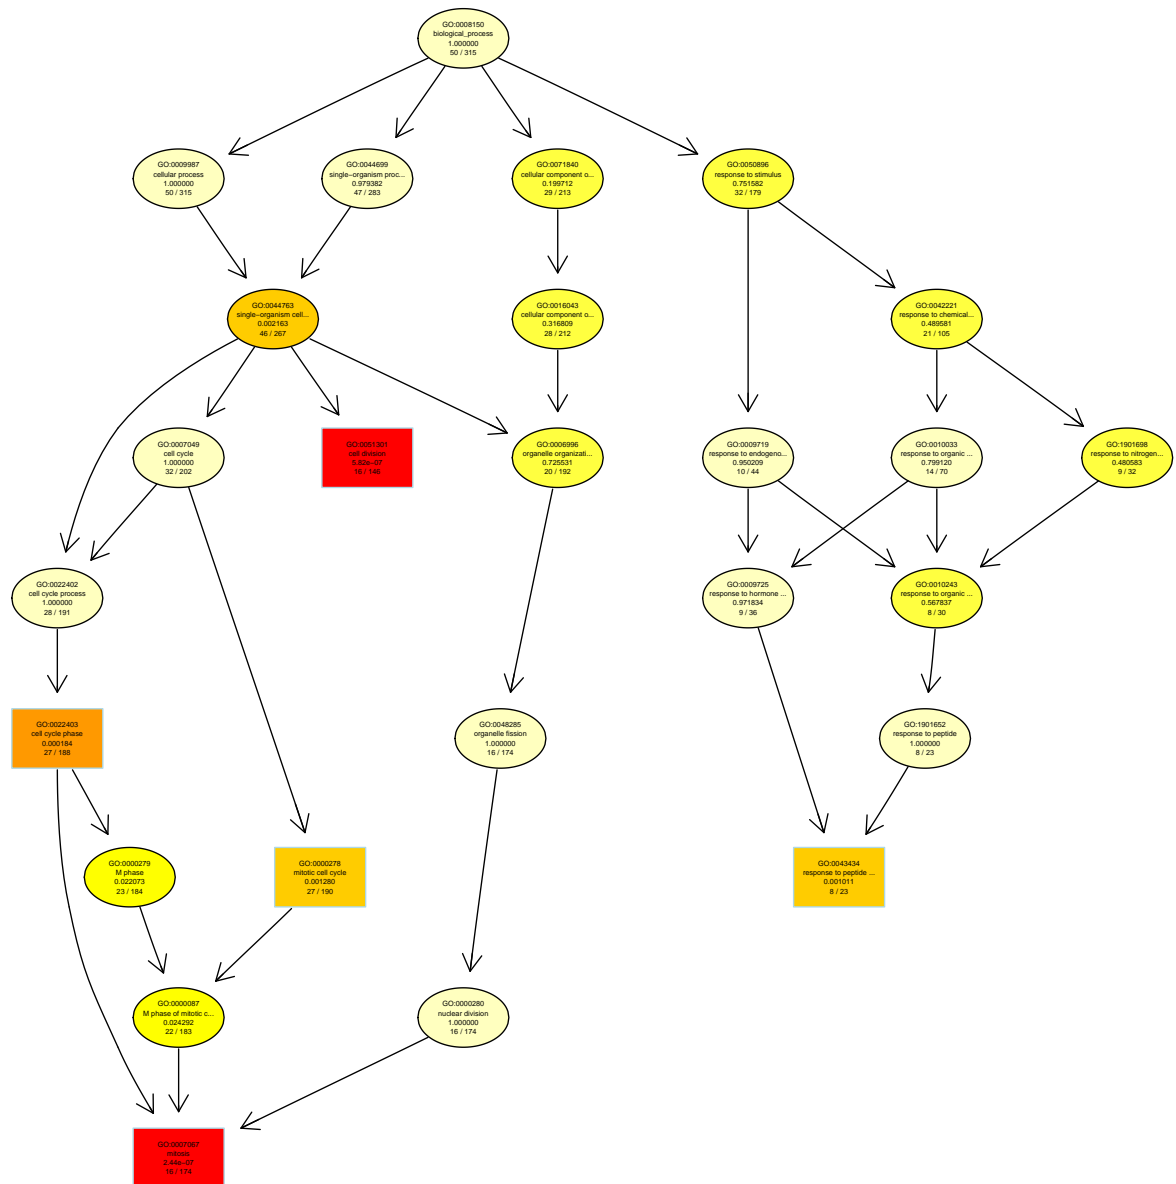 GO:0008150
biological_process
1.000000
50 / 315
GO:0009987
cellular process
1.000000
50 / 315
GO:0044699
single−organism proc...
0.979382
47 / 283
GO:0071840
cellular component o...
0.199712
29 / 213
GO:0050896
response to stimulus
0.751582
32 / 179
GO:0044763
single−organism cell...
0.002163
46 / 267
GO:0016043
cellular component o...
0.316809
28 / 212
GO:0042221
response to chemical...
0.489581
21 / 105
GO:0007049
cell cycle
1.000000
32 / 202
GO:0051301
cell division
5.82e−07
16 / 146
GO:0006996
organelle organizati...
0.725531
20 / 192
GO:0009719
response to endogeno...
0.950209
10 / 44
GO:0010033
response to organic ...
0.799120
14 / 70
GO:1901698
response to nitrogen...
0.480583
9 / 32
GO:0022402
cell cycle process
1.000000
28 / 191
GO:0009725
response to hormone ...
0.971834
9 / 36
GO:0010243
response to organic ...
0.567837
8 / 30
GO:0022403
cell cycle phase
0.000184
27 / 188
GO:0048285
organelle fission
1.000000
16 / 174
GO:1901652
response to peptide
1.000000
8 / 23
GO:0000279
M phase
0.022073
23 / 184
GO:0000278
mitotic cell cycle
0.001280
27 / 190
GO:0043434
response to peptide ...
0.001011
8 / 23
GO:0000087
M phase of mitotic c...
0.024292
22 / 183
GO:0000280
nuclear division
1.000000
16 / 174
GO:0007067
mitosis
2.44e−07
16 / 174